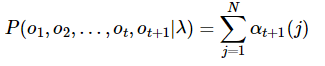 P(o₁, o₂, …, oₜ, oₜ₊₁|λ) = ∑_{j=1}^{N} αₜ₊₁(j)